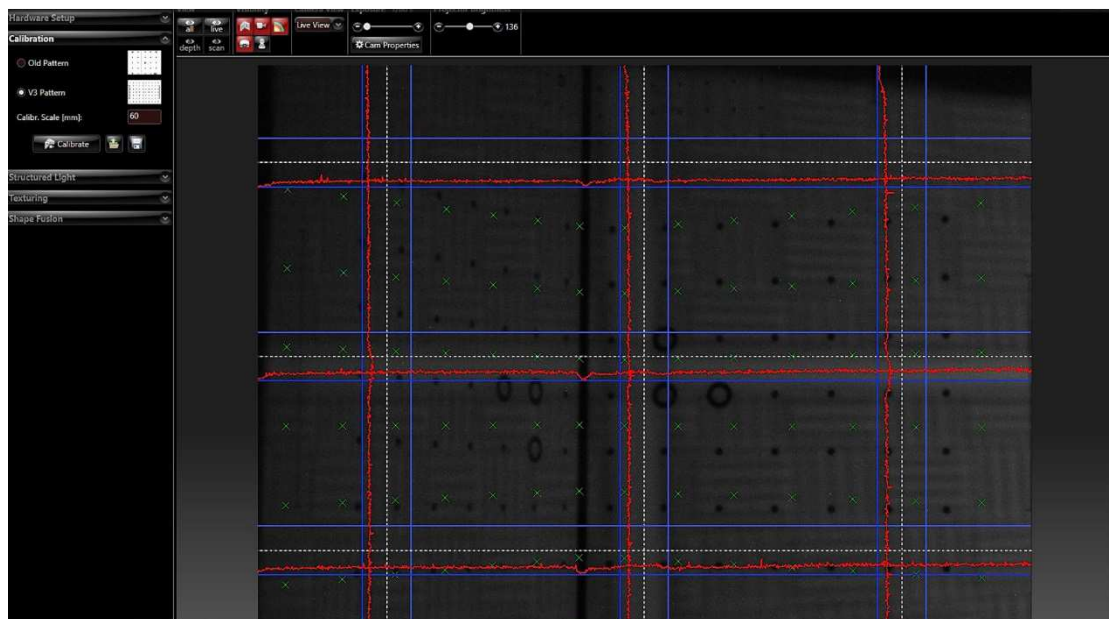 Hardware Setup
Calibration
Old Pattern
V3 Pattern
Calibr. Scale [mm]:
60
Calibrate
Structured Light
Texturing
Shape Fusion
all
live
depth
scan
Live View
136
Cam Properties